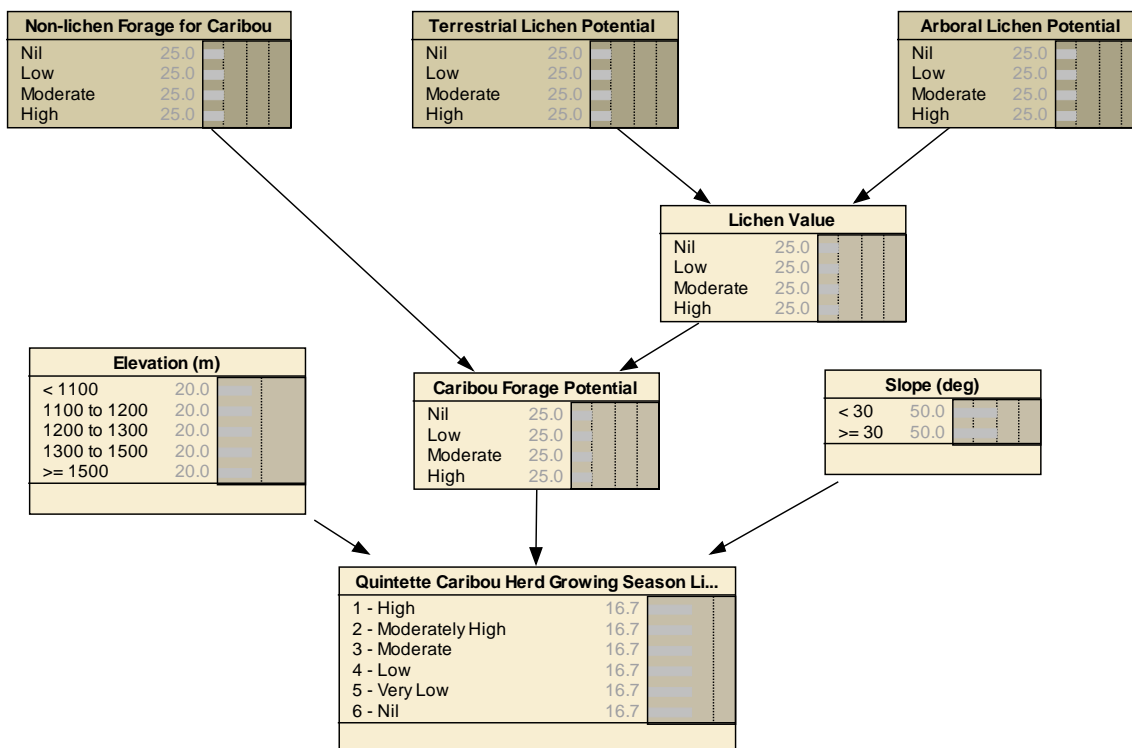 Non-lichen Forage for Caribou
Nil 25.0
Low 25.0
Moderate 25.0
High 25.0
Terrestrial Lichen Potential
Nil 25.0
Low 25.0
Moderate 25.0
High 25.0
Arboral Lichen Potential
Nil 25.0
Low 25.0
Moderate 25.0
High 25.0
Lichen Value
Nil 25.0
Low 25.0
Moderate 25.0
High 25.0
Elevation (m)
< 1100 20.0
1100 to 1200 20.0
1200 to 1300 20.0
1300 to 1500 20.0
>= 1500 20.0
Caribou Forage Potential
Nil 25.0
Low 25.0
Moderate 25.0
High 25.0
Slope (deg)
< 30 50.0
>= 30 50.0
Quintette Caribou Herd Growing Season Li...
1 - High 16.7
2 - Moderately High 16.7
3 - Moderate 16.7
4 - Low 16.7
5 - Very Low 16.7
6 - Nil 16.7